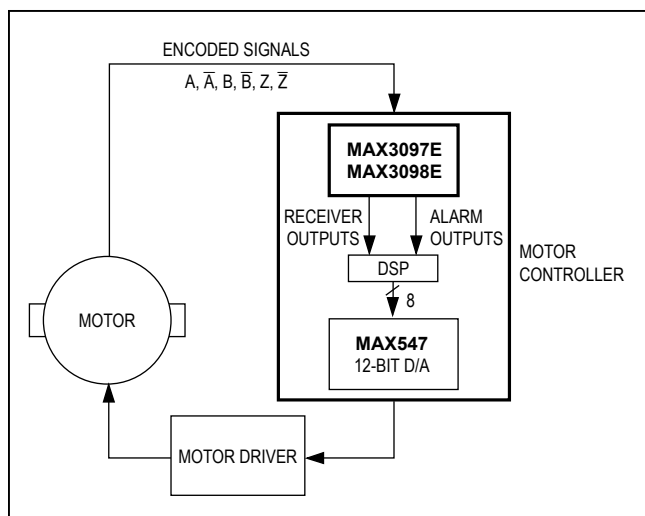 ENCODED SIGNALS
A, A̅, B, B̅, Z, Z̅
MAX3097E
MAX3098E
RECEIVER
OUTPUTS
ALARM
OUTPUTS
MOTOR
CONTROLLER
DSP
8
MOTOR
MAX547
12-BIT D/A
MOTOR DRIVER